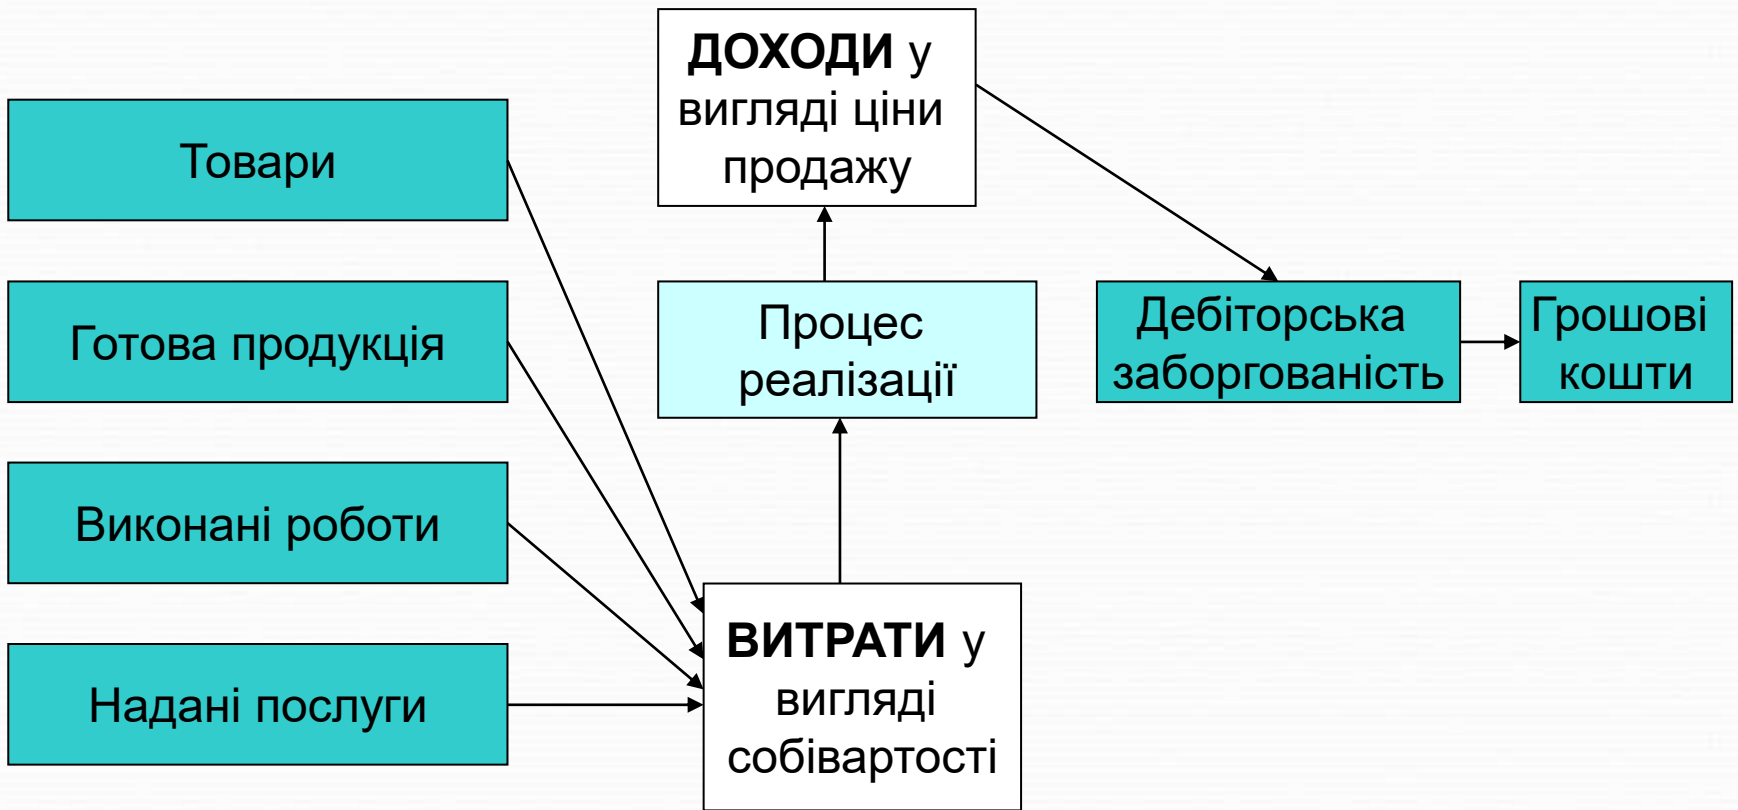 ДОХОДИ у
вигляді ціни
продажу
Товари
Готова продукція
Процес
реалізації
Дебіторська
заборгованість
Грошові
кошти
Виконані роботи
ВИТРАТИ у
вигляді
собівартості
Надані послуги